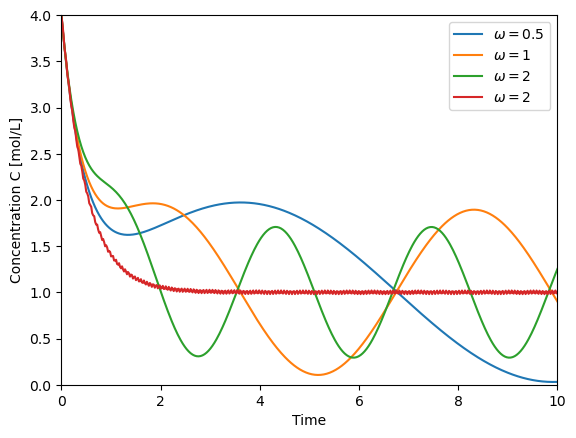 4.0
3.5
3.0
2.5
2.0
1.5
1.0
0.5
0.0
Concentration C [mol/L]
ω = 0.5
ω = 1
ω = 2
ω = 2
0 2 4 6 8 10
Time